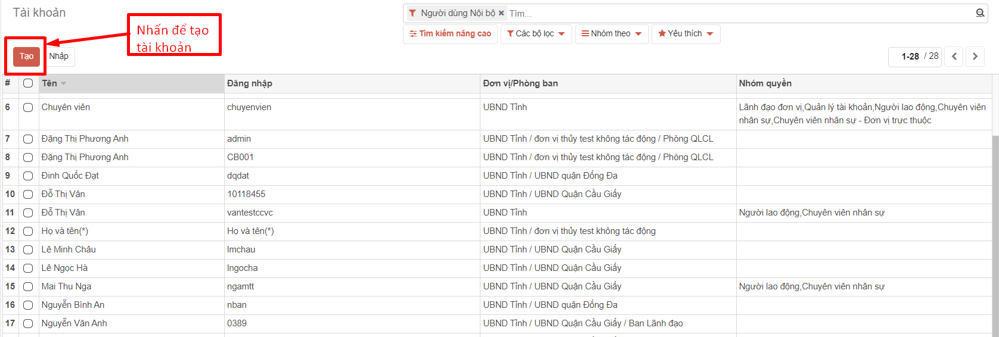 Tài khoản
Người dùng Nội bộ × Tìm...
Nhấn để tạo
tài khoản
Tìm kiếm nâng cao Các bộ lọc Nhóm theo Yêu thích
Tạo Nhập
1-28 / 28
# Tên Đăng nhập Đơn vị/Phòng ban Nhóm quyền
6 Chuyên viên chuyenvien UBND Tỉnh Lãnh đạo đơn vị,Quản lý tài khoản,Người lao động,Chuyên viên
nhân sự,Chuyên viên nhân sự - Đơn vị trực thuộc
7 Đặng Thị Phương Anh admin UBND Tỉnh / đơn vị thủy test không tác động / Phòng QLCL
8 Đặng Thị Phương Anh CB001 UBND Tỉnh / đơn vị thủy test không tác động / Phòng QLCL
9 Đinh Quốc Đạt dqdat UBND Tỉnh / UBND quận Đống Đa
10 Đỗ Thị Vân 10118455 UBND Tỉnh / UBND Quận Cầu Giấy
11 Đỗ Thị Vân vantestccvc UBND Tỉnh Người lao động,Chuyên viên nhân sự
12 Họ và tên(*) Họ và tên(*) UBND Tỉnh / đơn vị thủy test không tác động
13 Lê Minh Châu lmchau UBND Tỉnh / UBND Quận Cầu Giấy
14 Lê Ngọc Hà lngocha UBND Tỉnh / UBND Quận Cầu Giấy
15 Mai Thu Nga ngamtt UBND Tỉnh / UBND Quận Cầu Giấy Người lao động,Chuyên viên nhân sự
16 Nguyễn Bình An nban UBND Tỉnh / UBND quận Đống Đa
17 Nguyễn Văn Anh 0389 UBND Tỉnh / UBND Quận Cầu Giấy / Ban Lãnh đạo